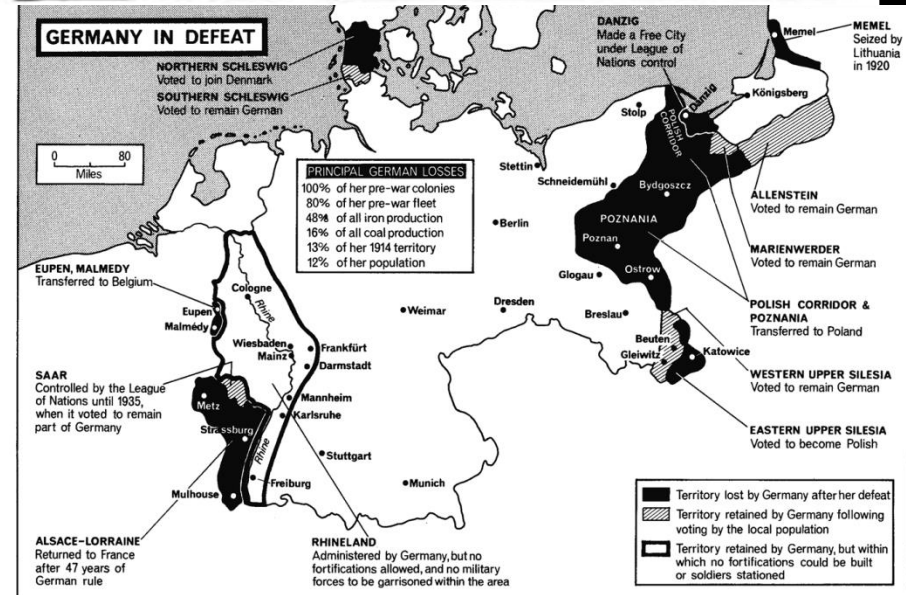 GERMANY IN DEFEAT
NORTHERN SCHLESWIG
Voted to join Denmark
SOUTHERN SCHLESWIG
Voted to remain German
DANZIG
Made a Free City
under League of
Nations control
MEMEL
Seized by
Lithuania
in 1920
Memel
Königsberg
Danzig
POLISH
CORRIDOR
Stolp
0 80
Miles
PRINCIPAL GERMAN LOSSES
100% of her pre-war colonies
80% of her pre-war fleet
48% of all iron production
16% of all coal production
13% of her 1914 territory
12% of her population
Stettin
Schneidemühl
Bydgoszcz
Berlin
POZNANIA
Poznan
ALLENSTEIN
Voted to remain German
MARIENWERDER
Voted to remain German
EUPEN, MALMEDY
Transferred to Belgium
Eupen
Malmédy
Cologne
Rhine
Glogau
Ostrow
Weimar
Dresden
Breslau
POLISH CORRIDOR &
POZNANIA
Transferred to Poland
Wiesbaden
Mainz
Frankfürt
Darmstadt
Beuten
Gleiwitz
Katowice
WESTERN UPPER SILESIA
Voted to remain German
SAAR
Controlled by the League
of Nations until 1935,
when it voted to remain
part of Germany
Metz
Mannheim
Karlsruhe
Strassburg
Rhine
Stuttgart
EASTERN UPPER SILESIA
Voted to become Polish
Mulhouse
Freiburg
Munich
ALSACE-LORRAINE
Returned to France
after 47 years of
German rule
RHINELAND
Administered by Germany, but no
fortifications allowed, and no military
forces to be garrisoned within the area
Territory lost by Germany after her defeat
Territory retained by Germany following
voting by the local population
Territory retained by Germany, but within
which no fortifications could be built
or soldiers stationed